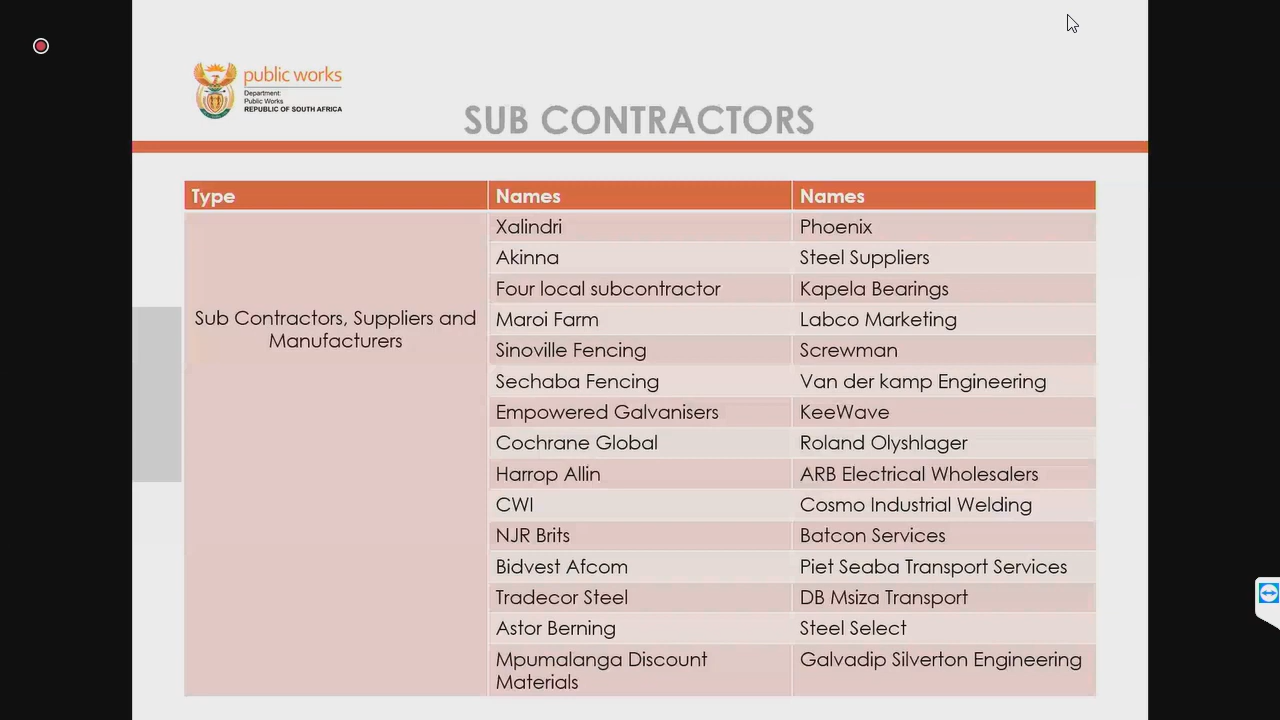 public works
Department:
Public Works
REPUBLIC OF SOUTH AFRICA
SUB CONTRACTORS
Type Names Names
Sub Contractors, Suppliers and
Manufacturers
Xalindri Phoenix
Akinna Steel Suppliers
Four local subcontractor Kapela Bearings
Maroi Farm Labco Marketing
Sinoville Fencing Screwman
Sechaba Fencing Van der kamp Engineering
Empowered Galvanisers KeeWave
Cochrane Global Roland Olyshlager
Harrop Allin ARB Electrical Wholesalers
CWI Cosmo Industrial Welding
NJR Brits Batcon Services
Bidvest Afcom Piet Seaba Transport Services
Tradecor Steel DB Msiza Transport
Astor Berning Steel Select
Mpumalanga Discount Galvadip Silverton Engineering
Materials